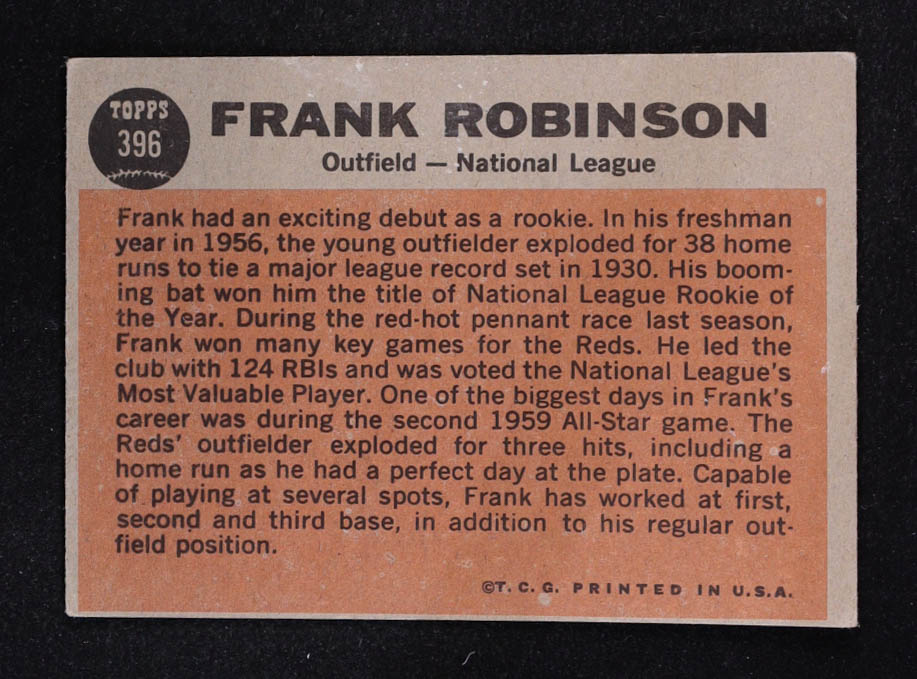 TOPPS
396
FRANK ROBINSON
Outfield — National League
Frank had an exciting debut as a rookie. In his freshman
year in 1956, the young outfielder exploded for 38 home
runs to tie a major league record set in 1930. His boom-
ing bat won him the title of National League Rookie of
the Year. During the red-hot pennant race last season,
Frank won many key games for the Reds. He led the
club with 124 RBIs and was voted the National League's
Most Valuable Player. One of the biggest days in Frank's
career was during the second 1959 All-Star game. The
Reds' outfielder exploded for three hits, including a
home run as he had a perfect day at the plate. Capable
of playing at several spots, Frank has worked at first,
second and third base, in addition to his regular out-
field position.
©T. C. G. PRINTED IN U.S.A.